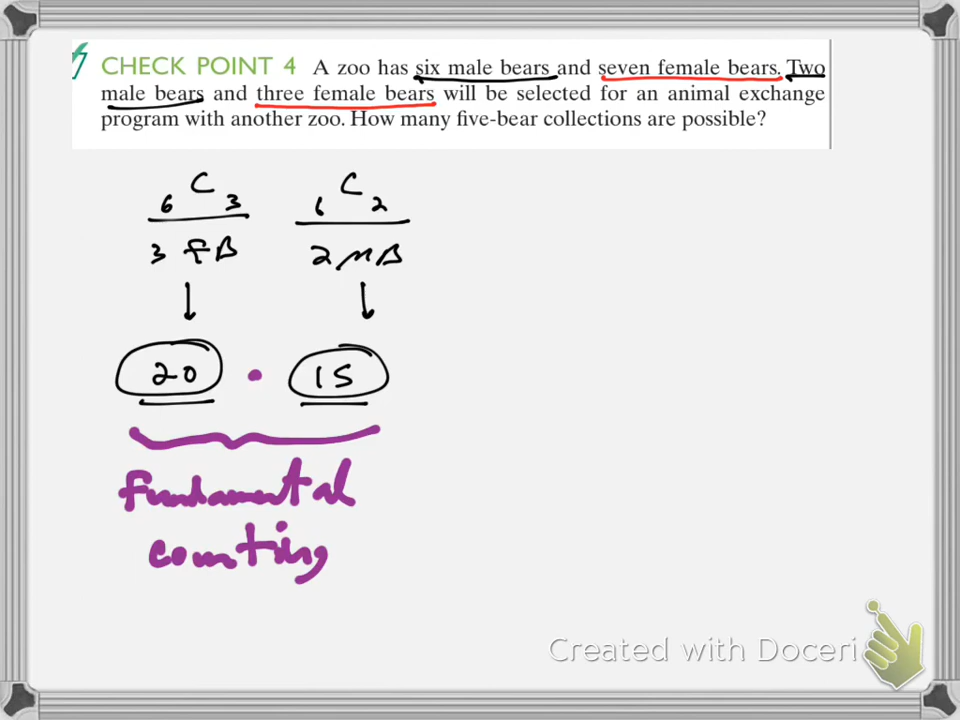 CHECK POINT 4 A zoo has six male bears and seven female bears. Two
male bears and three female bears will be selected for an animal exchange
program with another zoo. How many five-bear collections are possible?
6 C 3 6 C 2
3 FB 2 MB
20 • 15
Fundamental
counting
Created with Doceri